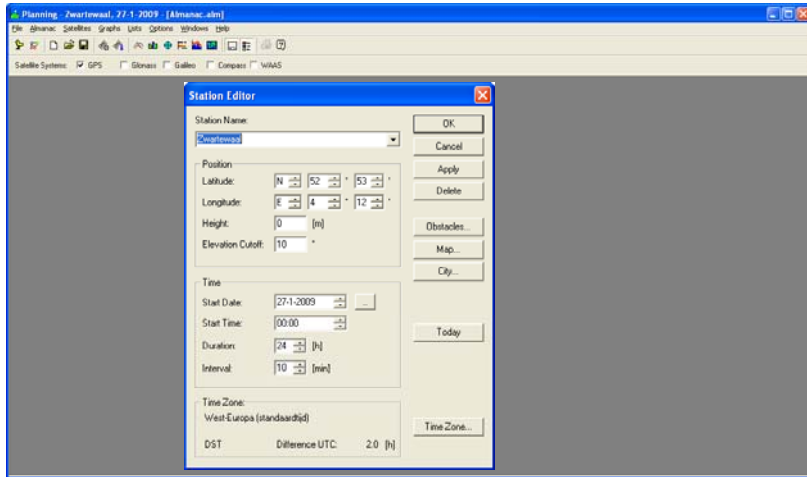 Planning - Zwartewaal, 27-1-2009 - [Almanac.alm]
File Almanac Satellites Graphs Lists Options Windows Help
Satellite Systems: GPS Glonass Galileo Compass WAAS
Station Editor
Station Name:
Zwartewaal
OK
Cancel
Position
Apply
Latitude: N 52 ° 53 '
Delete
Longitude: E 4 ° 12 '
Height: 0 [m]
Obstacles...
Elevation Cutoff: 10 °
Map...
City...
Time
Start Date: 27-1-2009 ...
Start Time: 00:00
Today
Duration: 24 [h]
Interval: 10 [min]
Time Zone:
West-Europa (standaardtijd)
Time Zone...
DST Difference UTC: 2.0 [h]